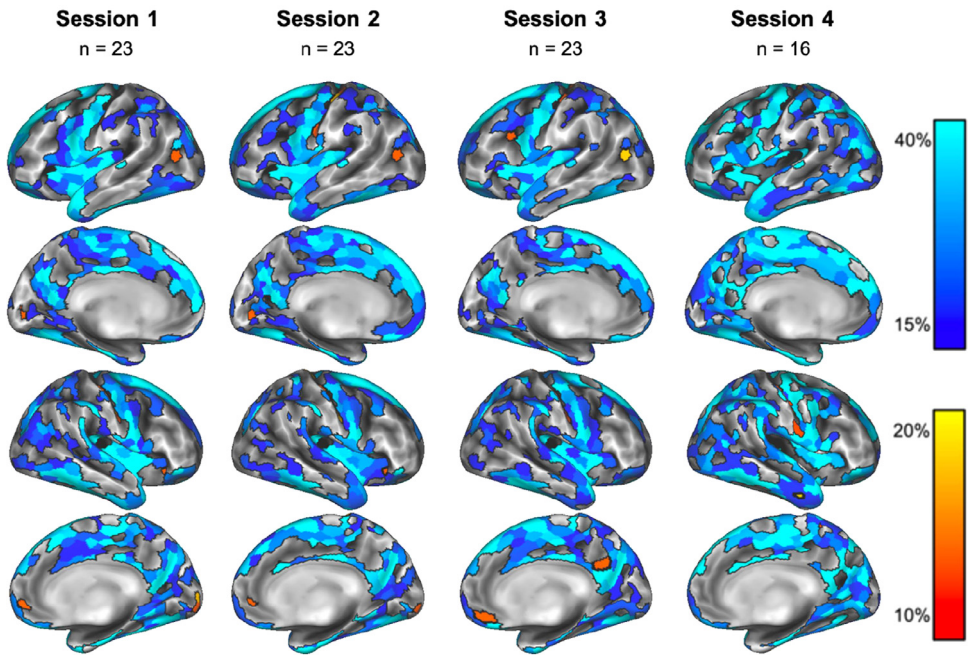 Session 1 Session 2 Session 3 Session 4
n = 23 n = 23 n = 23 n = 16
40%
15%
20%
10%